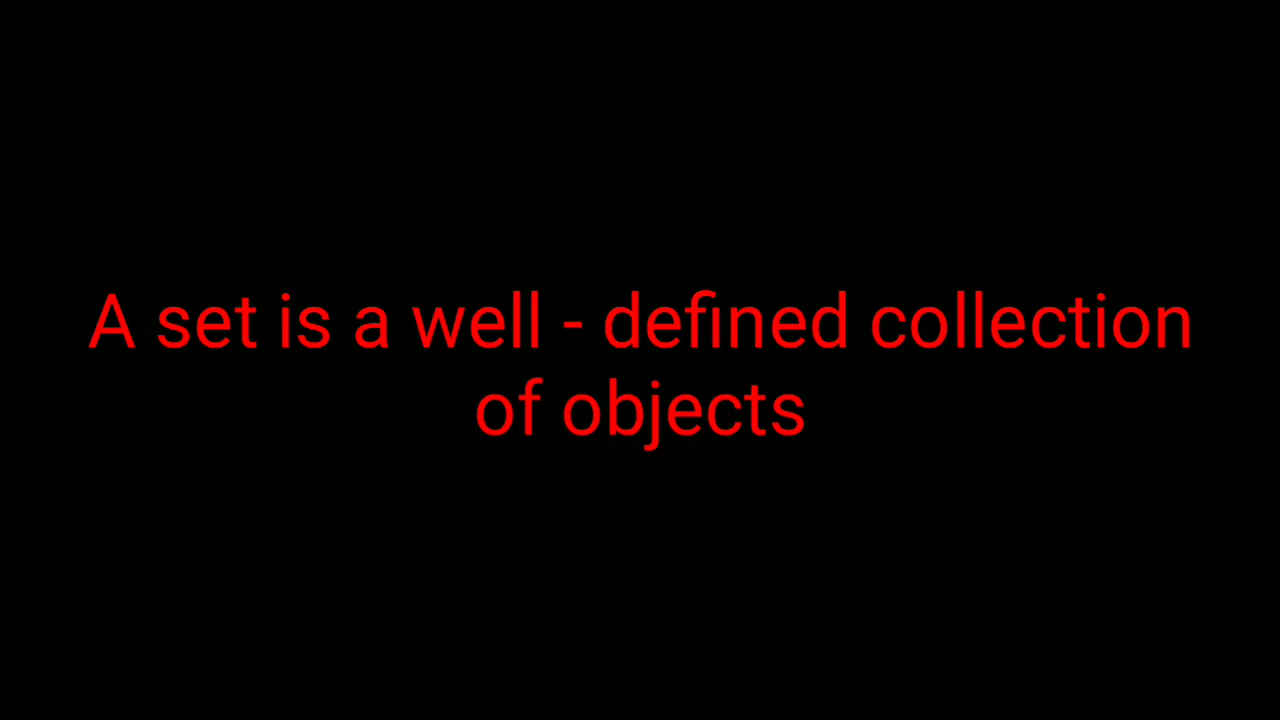 A set is a well - defined collection
of objects